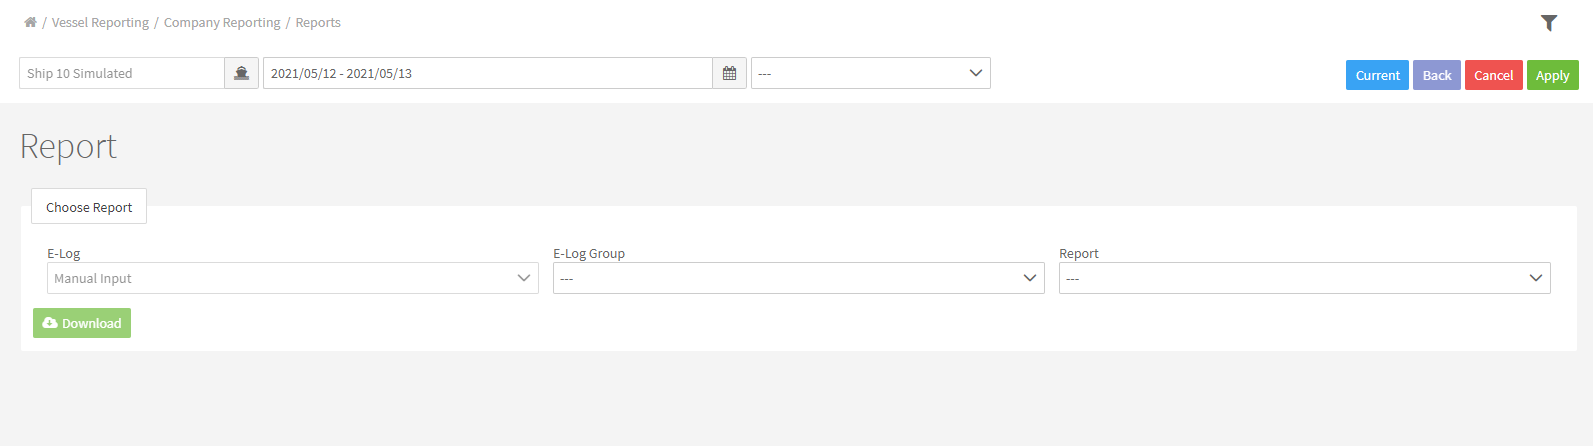 / Vessel Reporting / Company Reporting / Reports
Ship 10 Simulated 2021/05/12 - 2021/05/13 --- Current Back Cancel Apply
Report
Choose Report
E-Log E-Log Group Report
Manual Input --- ---
Download